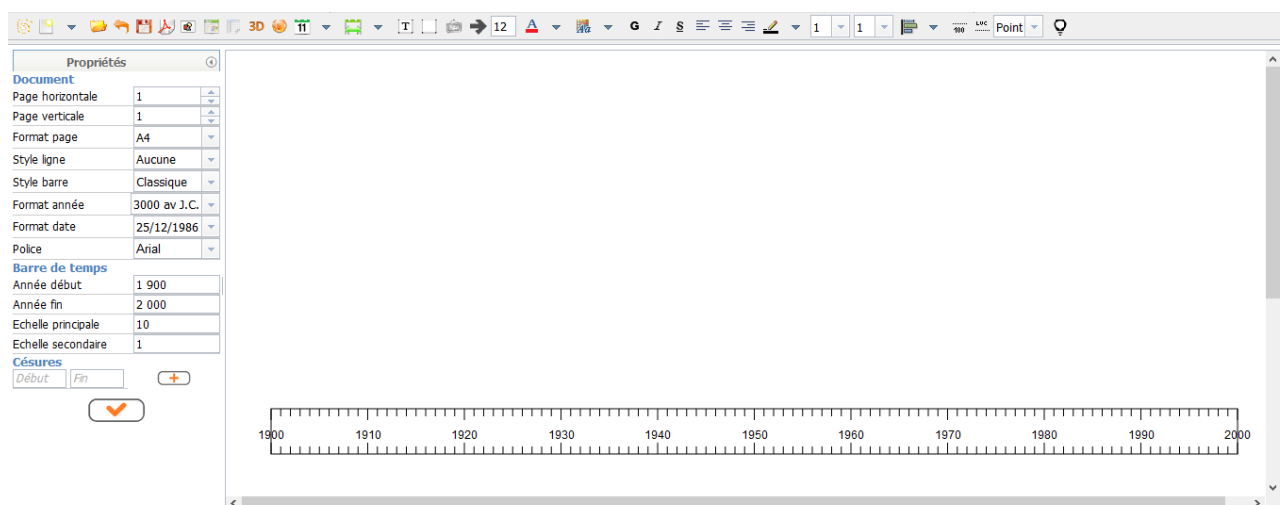 3D 11 T 12 A G I S 1 1 100 LUC Point
Propriétés
Document
Page horizontale 1
Page verticale 1
Format page A4
Style ligne Aucune
Style barre Classique
Format année 3000 av J.C.
Format date 25/12/1986
Police Arial
Barre de temps
Année début 1 900
Année fin 2 000
Echelle principale 10
Echelle secondaire 1
Césures
Début Fin
1900 1910 1920 1930 1940 1950 1960 1970 1980 1990 2000